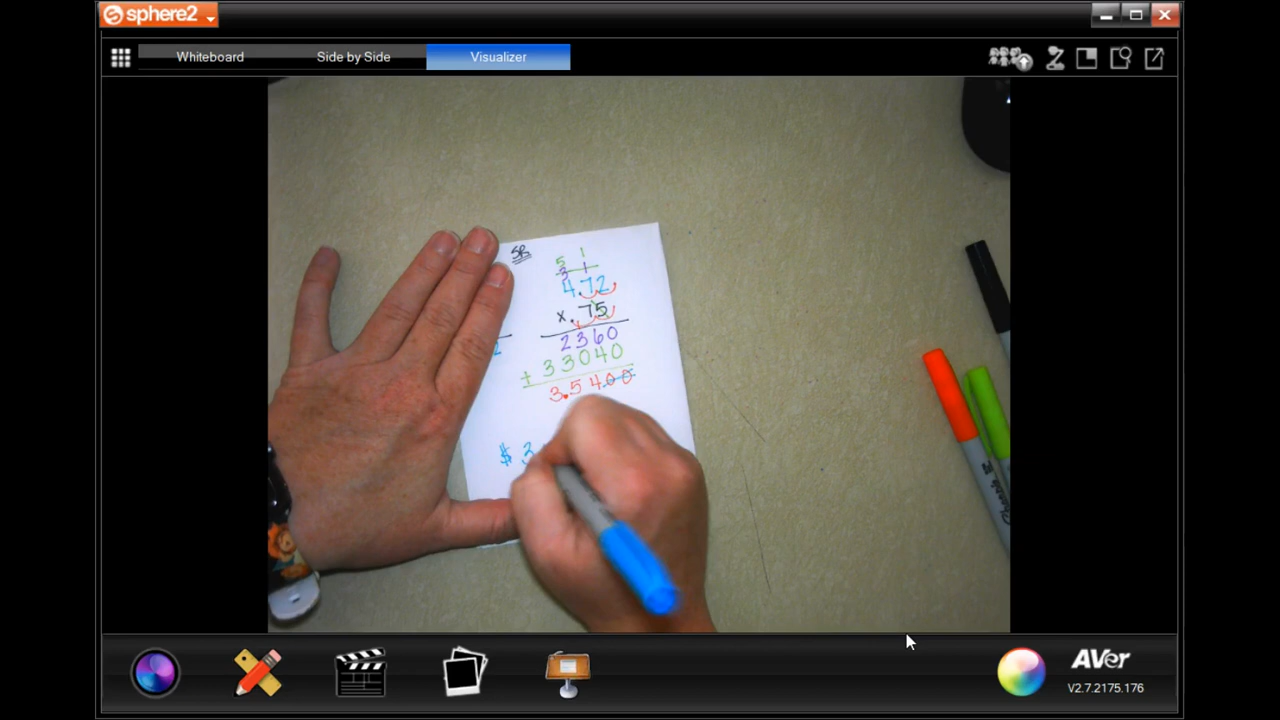 sphere2
Whiteboard Side by Side Visualizer
5 1
3 1
4.72
x .75
2360
+ 33040
3.5400
2
$ 3
AVer
V2.7.2175.176